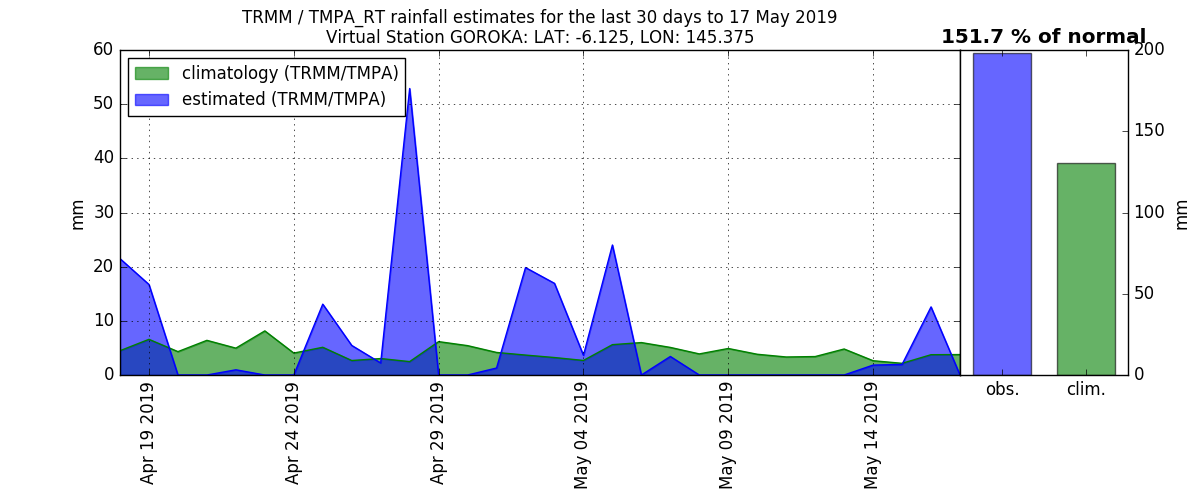 TRMM / TMPA_RT rainfall estimates for the last 30 days to 17 May 2019
Virtual Station GOROKA: LAT: -6.125, LON: 145.375
151.7 % of normal
climatology (TRMM/TMPA)
estimated (TRMM/TMPA)
60
50
40
30
20
10
0
mm
Apr 19 2019
Apr 24 2019
Apr 29 2019
May 04 2019
May 09 2019
May 14 2019
200
150
100
50
0
mm
obs.
clim.